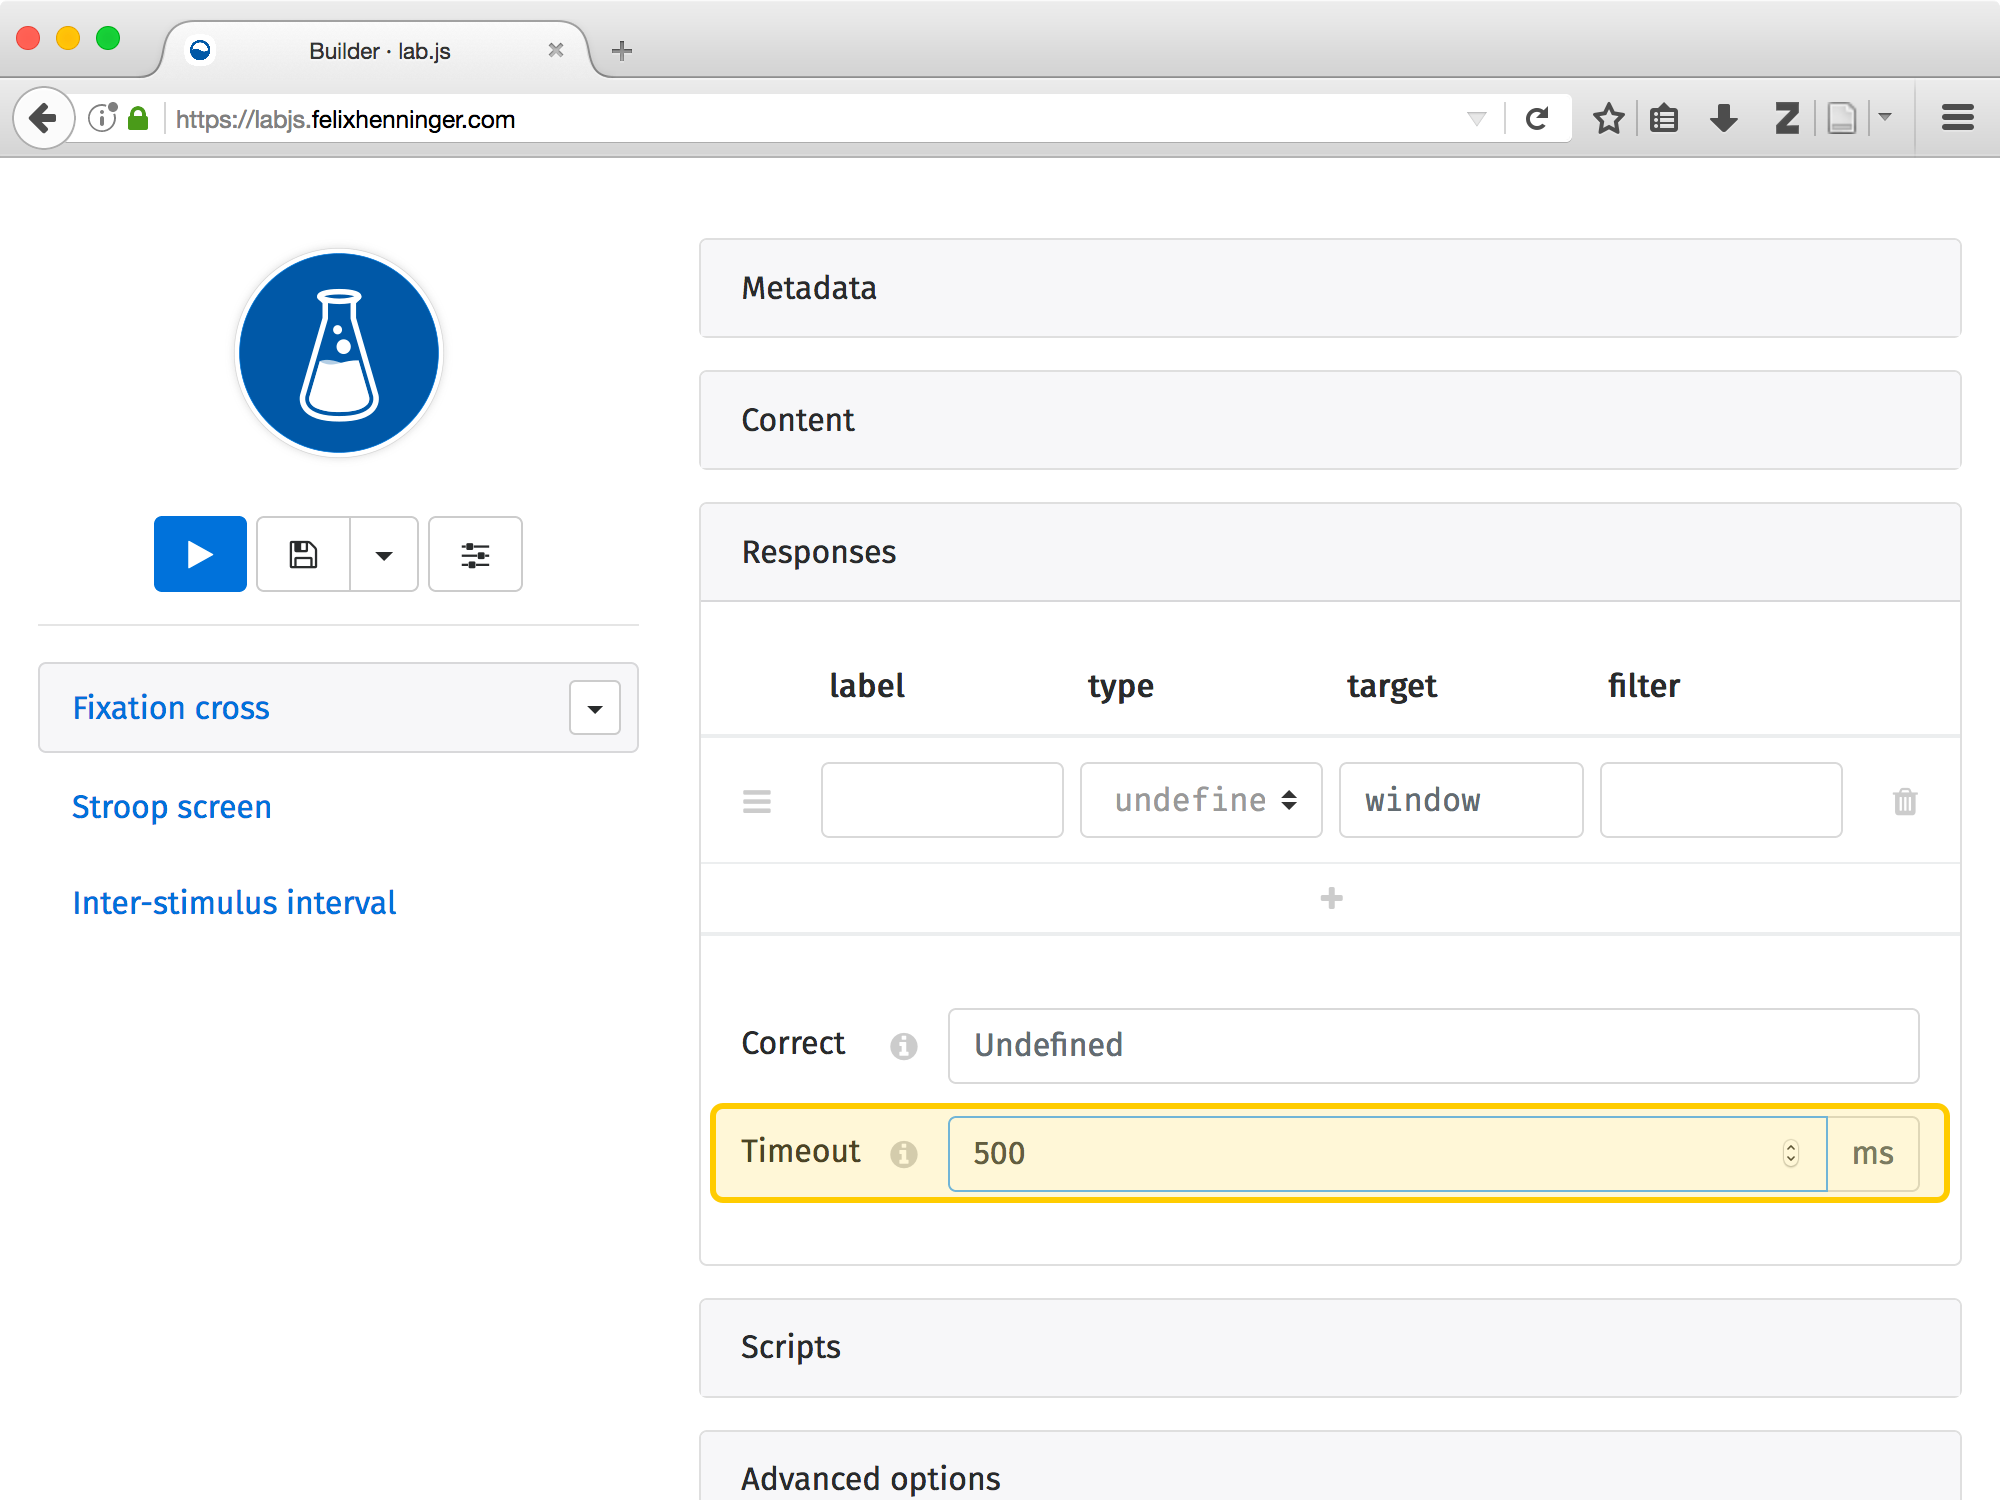 Builder · lab.js
https://labjs.felixhenninger.com
Metadata
Content
Responses
label type target filter
undefine window
Fixation cross
Stroop screen
Inter-stimulus interval
Correct Undefined
Timeout 500 ms
Scripts
Advanced options